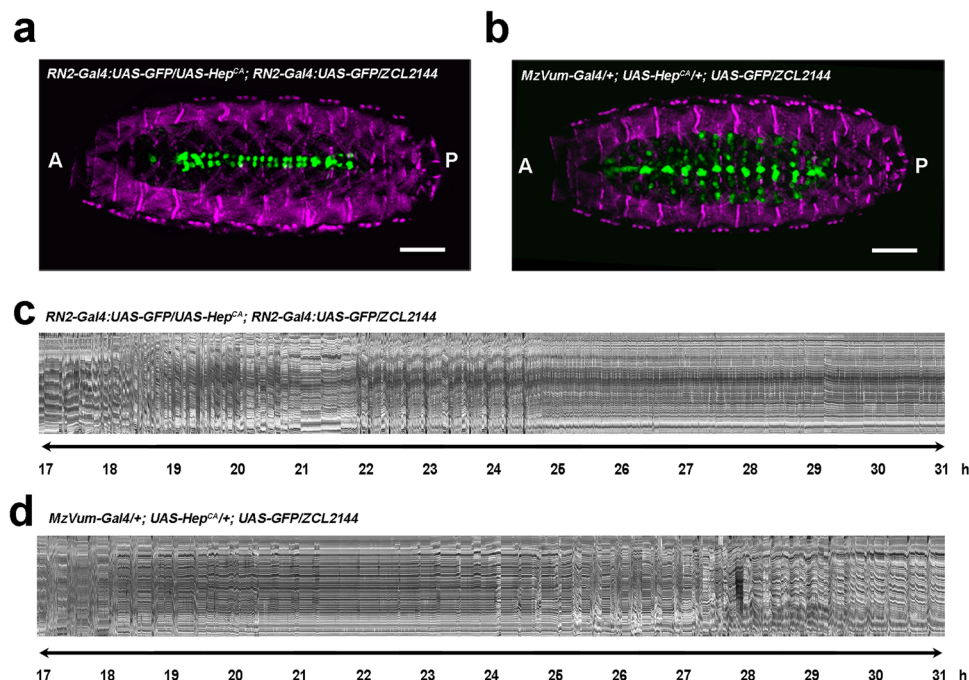 a
RN2-Gal4:UAS-GFP/UAS-Hep^CA; RN2-Gal4:UAS-GFP/ZCL2144
A
P
b
MzVum-Gal4/+; UAS-Hep^CA/+; UAS-GFP/ZCL2144
A
P
c
RN2-Gal4:UAS-GFP/UAS-Hep^CA; RN2-Gal4:UAS-GFP/ZCL2144
17 18 19 20 21 22 23 24 25 26 27 28 29 30 31 h
d
MzVum-Gal4/+; UAS-Hep^CA/+; UAS-GFP/ZCL2144
17 18 19 20 21 22 23 24 25 26 27 28 29 30 31 h